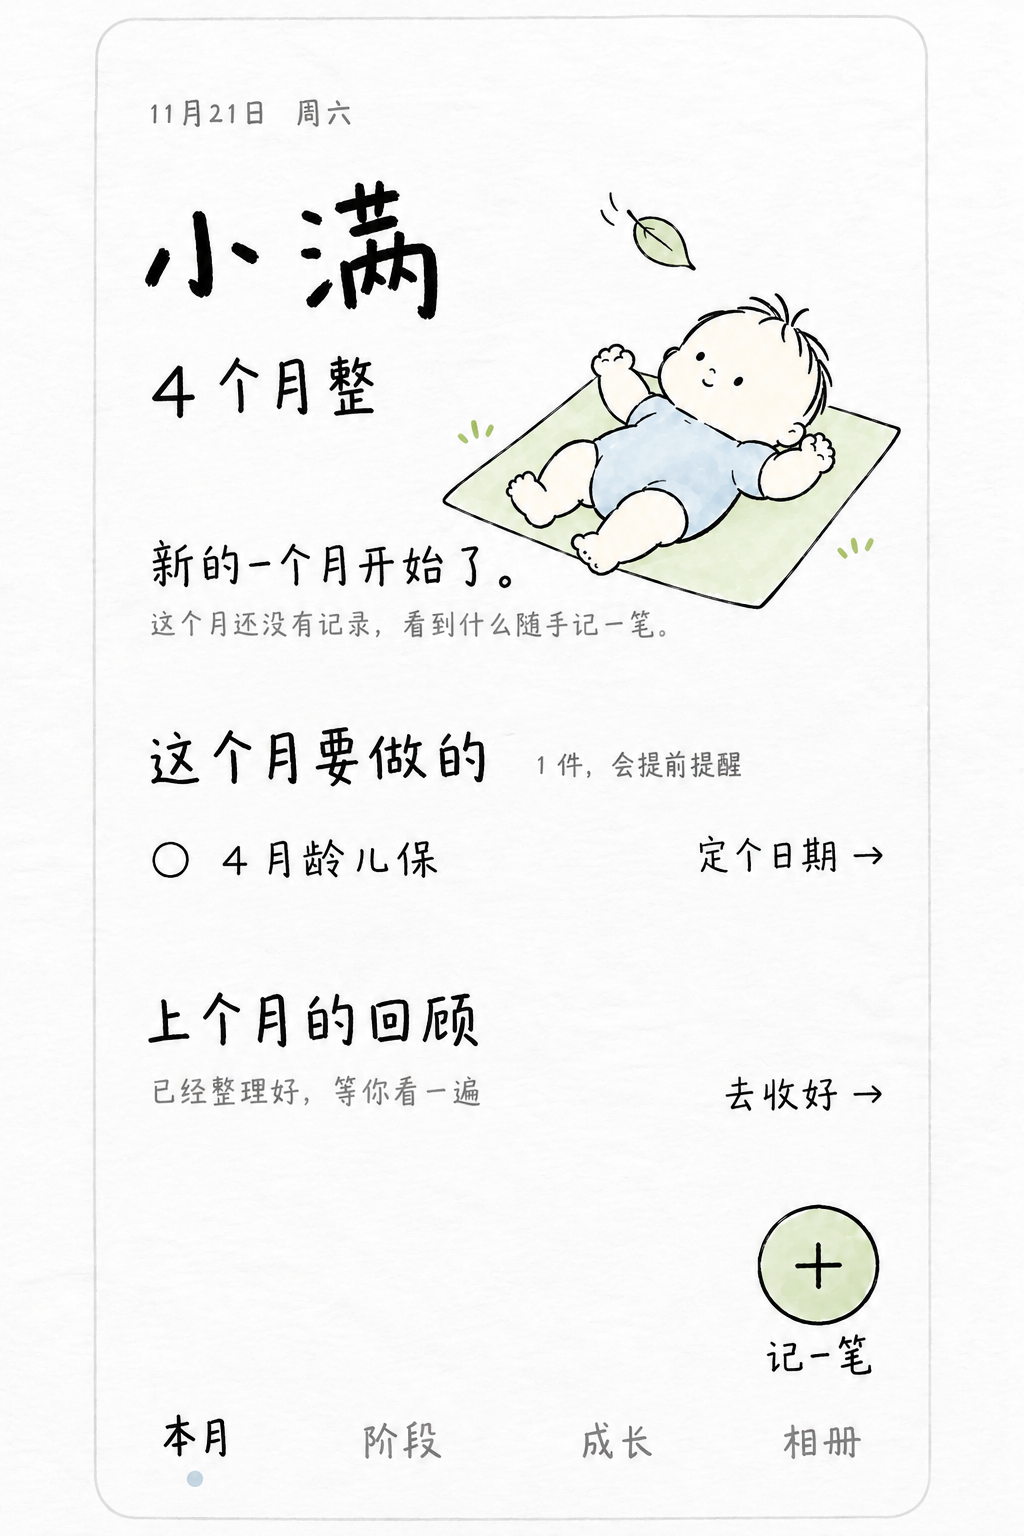 11月21日 周六
小满
4个月整
新的一个月开始了。
这个月还没有记录，看到什么随手记一笔。
这个月要做的 1件，会提前提醒
4月龄儿保 定个日期 →
上个月的回顾
已经整理好，等你看一遍 去收好 →
+
记一笔
本月 阶段 成长 相册